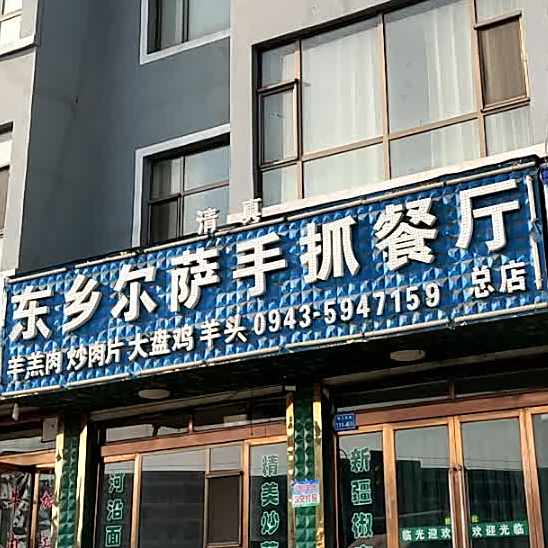 清真
东乡尔萨手抓餐厅
羊羔肉 炒肉片 大盘鸡 羊头 0943-5947159 总店
河沿面
精美炒
新疆椒
临光迎欢 欢迎光临